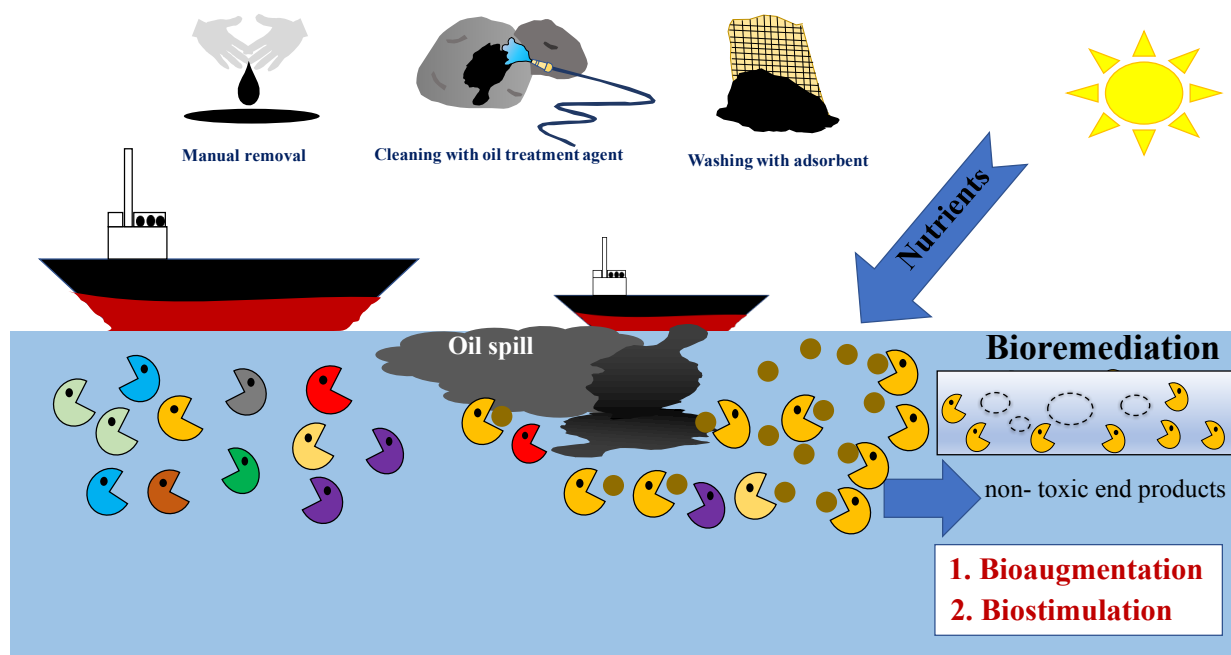 Manual removal
Cleaning with oil treatment agent
Washing with adsorbent
Nutrients
Oil spill
Bioremediation
non- toxic end products
1. Bioaugmentation
2. Biostimulation